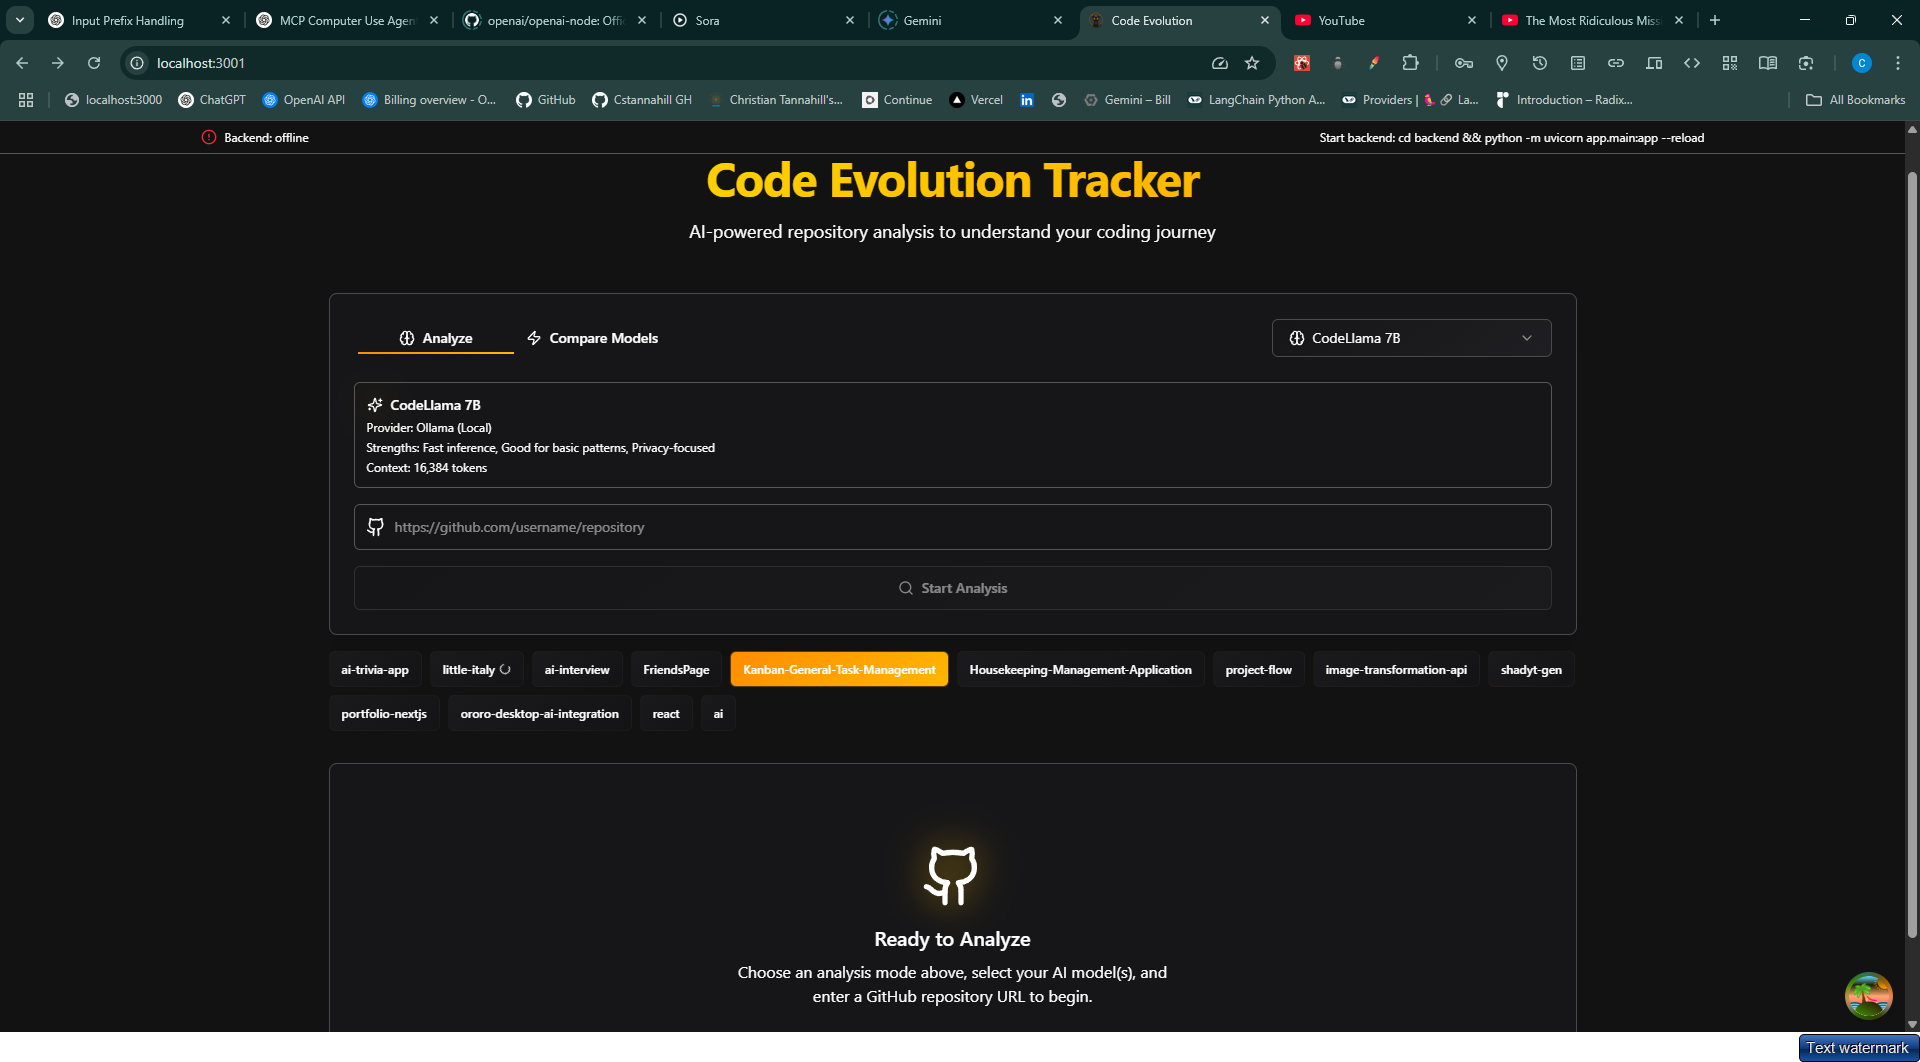 Input Prefix Handling
MCP Computer Use Agen
openai/openai-node: Offic
Sora
Gemini
Code Evolution
YouTube
The Most Ridiculous Miss
localhost:3001
localhost:3000
ChatGPT
OpenAI API
Billing overview - O...
GitHub
Cstannahill GH
Christian Tannahill's...
Continue
Vercel
in
Gemini – Bill
LangChain Python A...
Providers | La...
Introduction – Radix...
All Bookmarks
C
Backend: offline
Start backend: cd backend && python -m uvicorn app.main:app --reload
Code Evolution Tracker
AI-powered repository analysis to understand your coding journey
Analyze
Compare Models
CodeLlama 7B
CodeLlama 7B
Provider: Ollama (Local)
Strengths: Fast inference, Good for basic patterns, Privacy-focused
Context: 16,384 tokens
https://github.com/username/repository
Start Analysis
ai-trivia-app
little-italy
ai-interview
FriendsPage
Kanban-General-Task-Management
Housekeeping-Management-Application
project-flow
image-transformation-api
shadyt-gen
portfolio-nextjs
ororo-desktop-ai-integration
react
ai
Ready to Analyze
Choose an analysis mode above, select your AI model(s), and
enter a GitHub repository URL to begin.
Text watermark